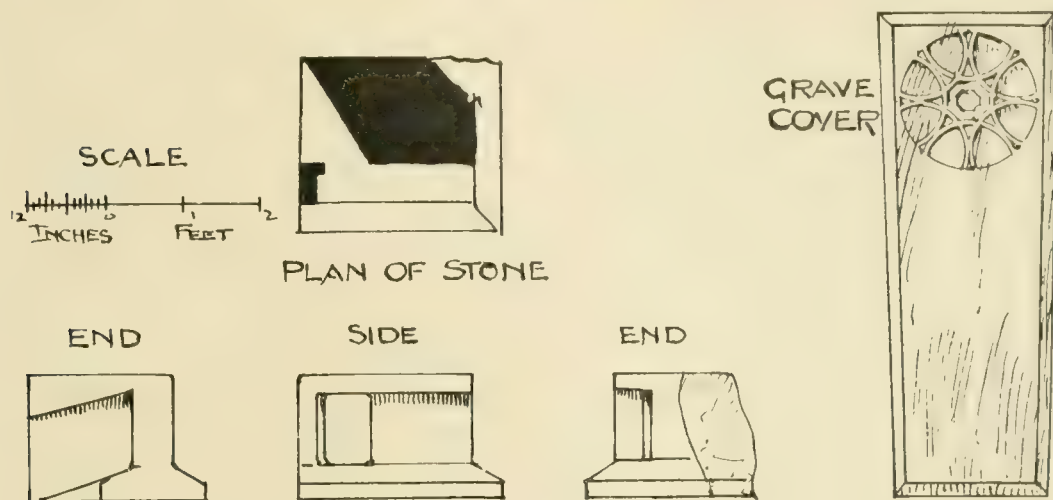 GRAVE
COVER
SCALE
12 0 1 2
INCHES FEET
PLAN OF STONE
END SIDE END